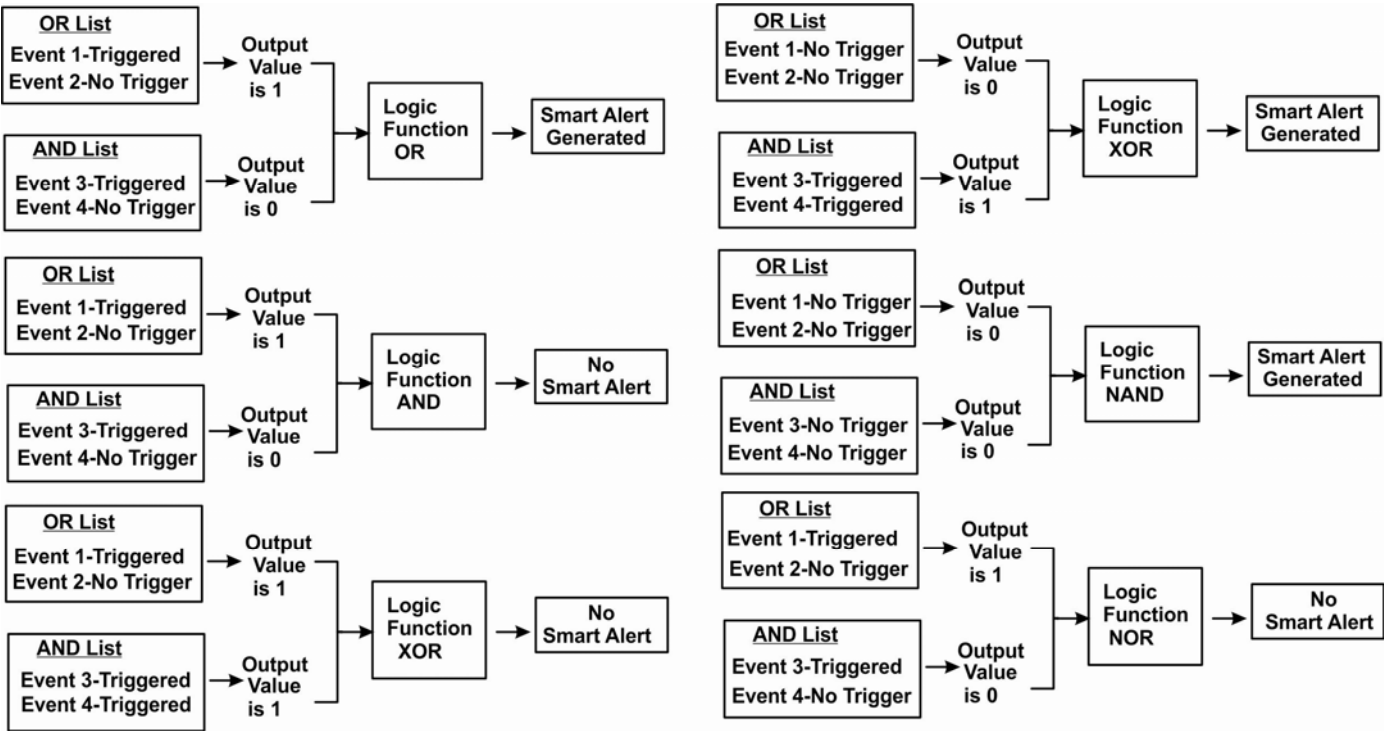 OR List
Event 1-Triggered
Event 2-No Trigger
Output
Value
is 1
AND List
Event 3-Triggered
Event 4-No Trigger
Output
Value
is 0
Logic
Function
OR
Smart Alert
Generated
OR List
Event 1-No Trigger
Event 2-No Trigger
Output
Value
is 0
AND List
Event 3-Triggered
Event 4-Triggered
Output
Value
is 1
Logic
Function
XOR
Smart Alert
Generated
OR List
Event 1-Triggered
Event 2-No Trigger
Output
Value
is 1
AND List
Event 3-Triggered
Event 4-No Trigger
Output
Value
is 0
Logic
Function
AND
No
Smart Alert
OR List
Event 1-No Trigger
Event 2-No Trigger
Output
Value
is 0
AND List
Event 3-No Trigger
Event 4-No Trigger
Output
Value
is 0
Logic
Function
NAND
Smart Alert
Generated
OR List
Event 1-Triggered
Event 2-No Trigger
Output
Value
is 1
AND List
Event 3-Triggered
Event 4-Triggered
Output
Value
is 1
Logic
Function
XOR
No
Smart Alert
OR List
Event 1-Triggered
Event 2-No Trigger
Output
Value
is 1
AND List
Event 3-Triggered
Event 4-No Trigger
Output
Value
is 0
Logic
Function
NOR
No
Smart Alert